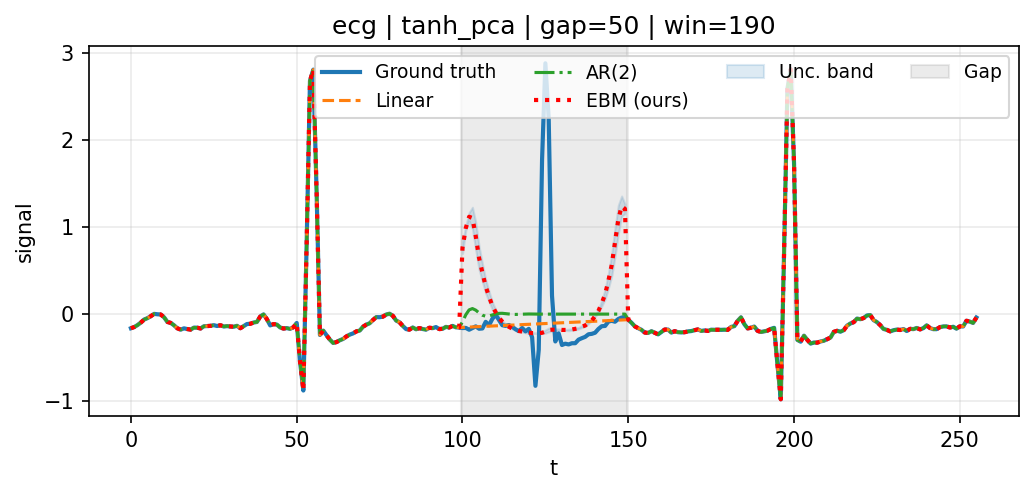 ecg | tanh_pca | gap=50 | win=190
Ground truth
Linear
AR(2)
EBM (ours)
Unc. band
Gap
3
2
1
0
−1
signal
0
50
100
150
200
250
t